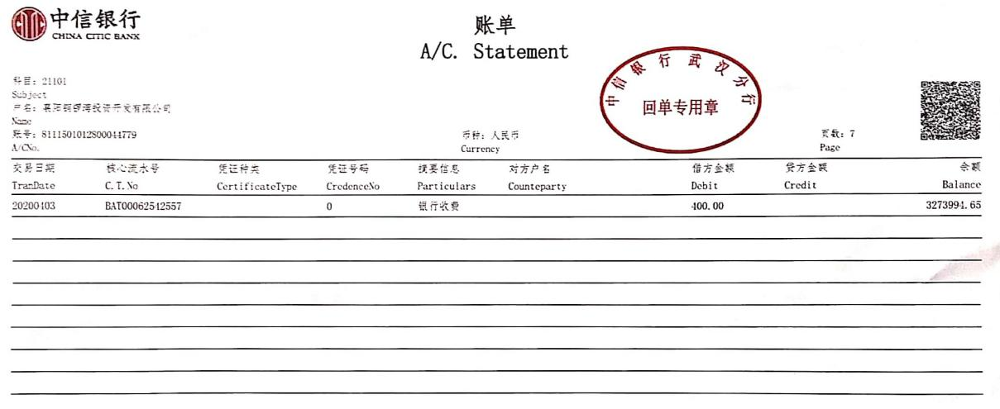 中信银行
CHINA CITIC BANK
账单
A/C. Statement
中信银行武汉分行
回单专用章
科目: 21101
Subject
户名: 襄阳铜锣湾投资开发有限公司
Name
账号: 8111501012800044779 币种: 人民币 页数: 7
A/CNo. Currency Page
交易日期 核心流水号 凭证种类 凭证号码 摘要信息 对方户名 借方金额 贷方金额 余额
TranDate C.T.No CertificateType CredenceNo Particulars Counteparty Debit Credit Balance
20200403 BAT00062542557 0 银行收费 400.00 3273994.65